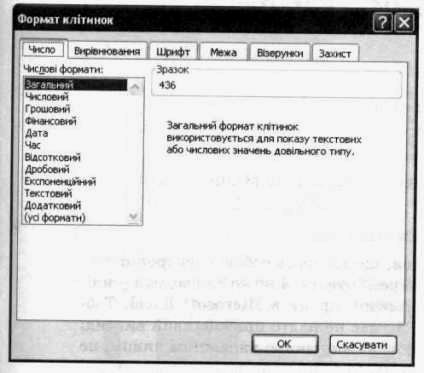 Формат клітинок
Число Вирівнювання Шрифт Межа Візерунки Захист
Числові формати:
Загальний
Числовий
Грошовий
Фінансовий
Дата
Час
Відсотковий
Дробовий
Експоненційний
Текстовий
Додатковий
(усі формати)
Зразок
436
Загальний формат клітинок
використовується для показу текстових
або числових значень довільного типу.
OK Скасувати